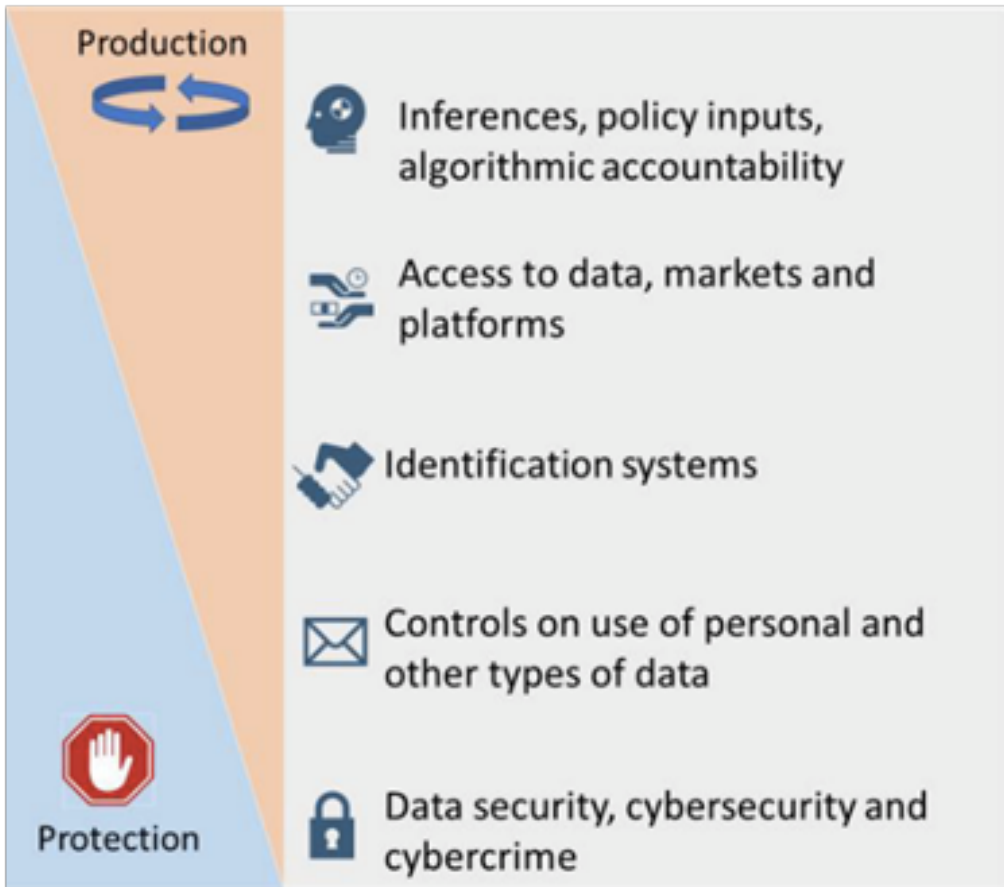 Production
Inferences, policy inputs,
algorithmic accountability
Access to data, markets and
platforms
Identification systems
Controls on use of personal and
other types of data
Protection
Data security, cybersecurity and
cybercrime